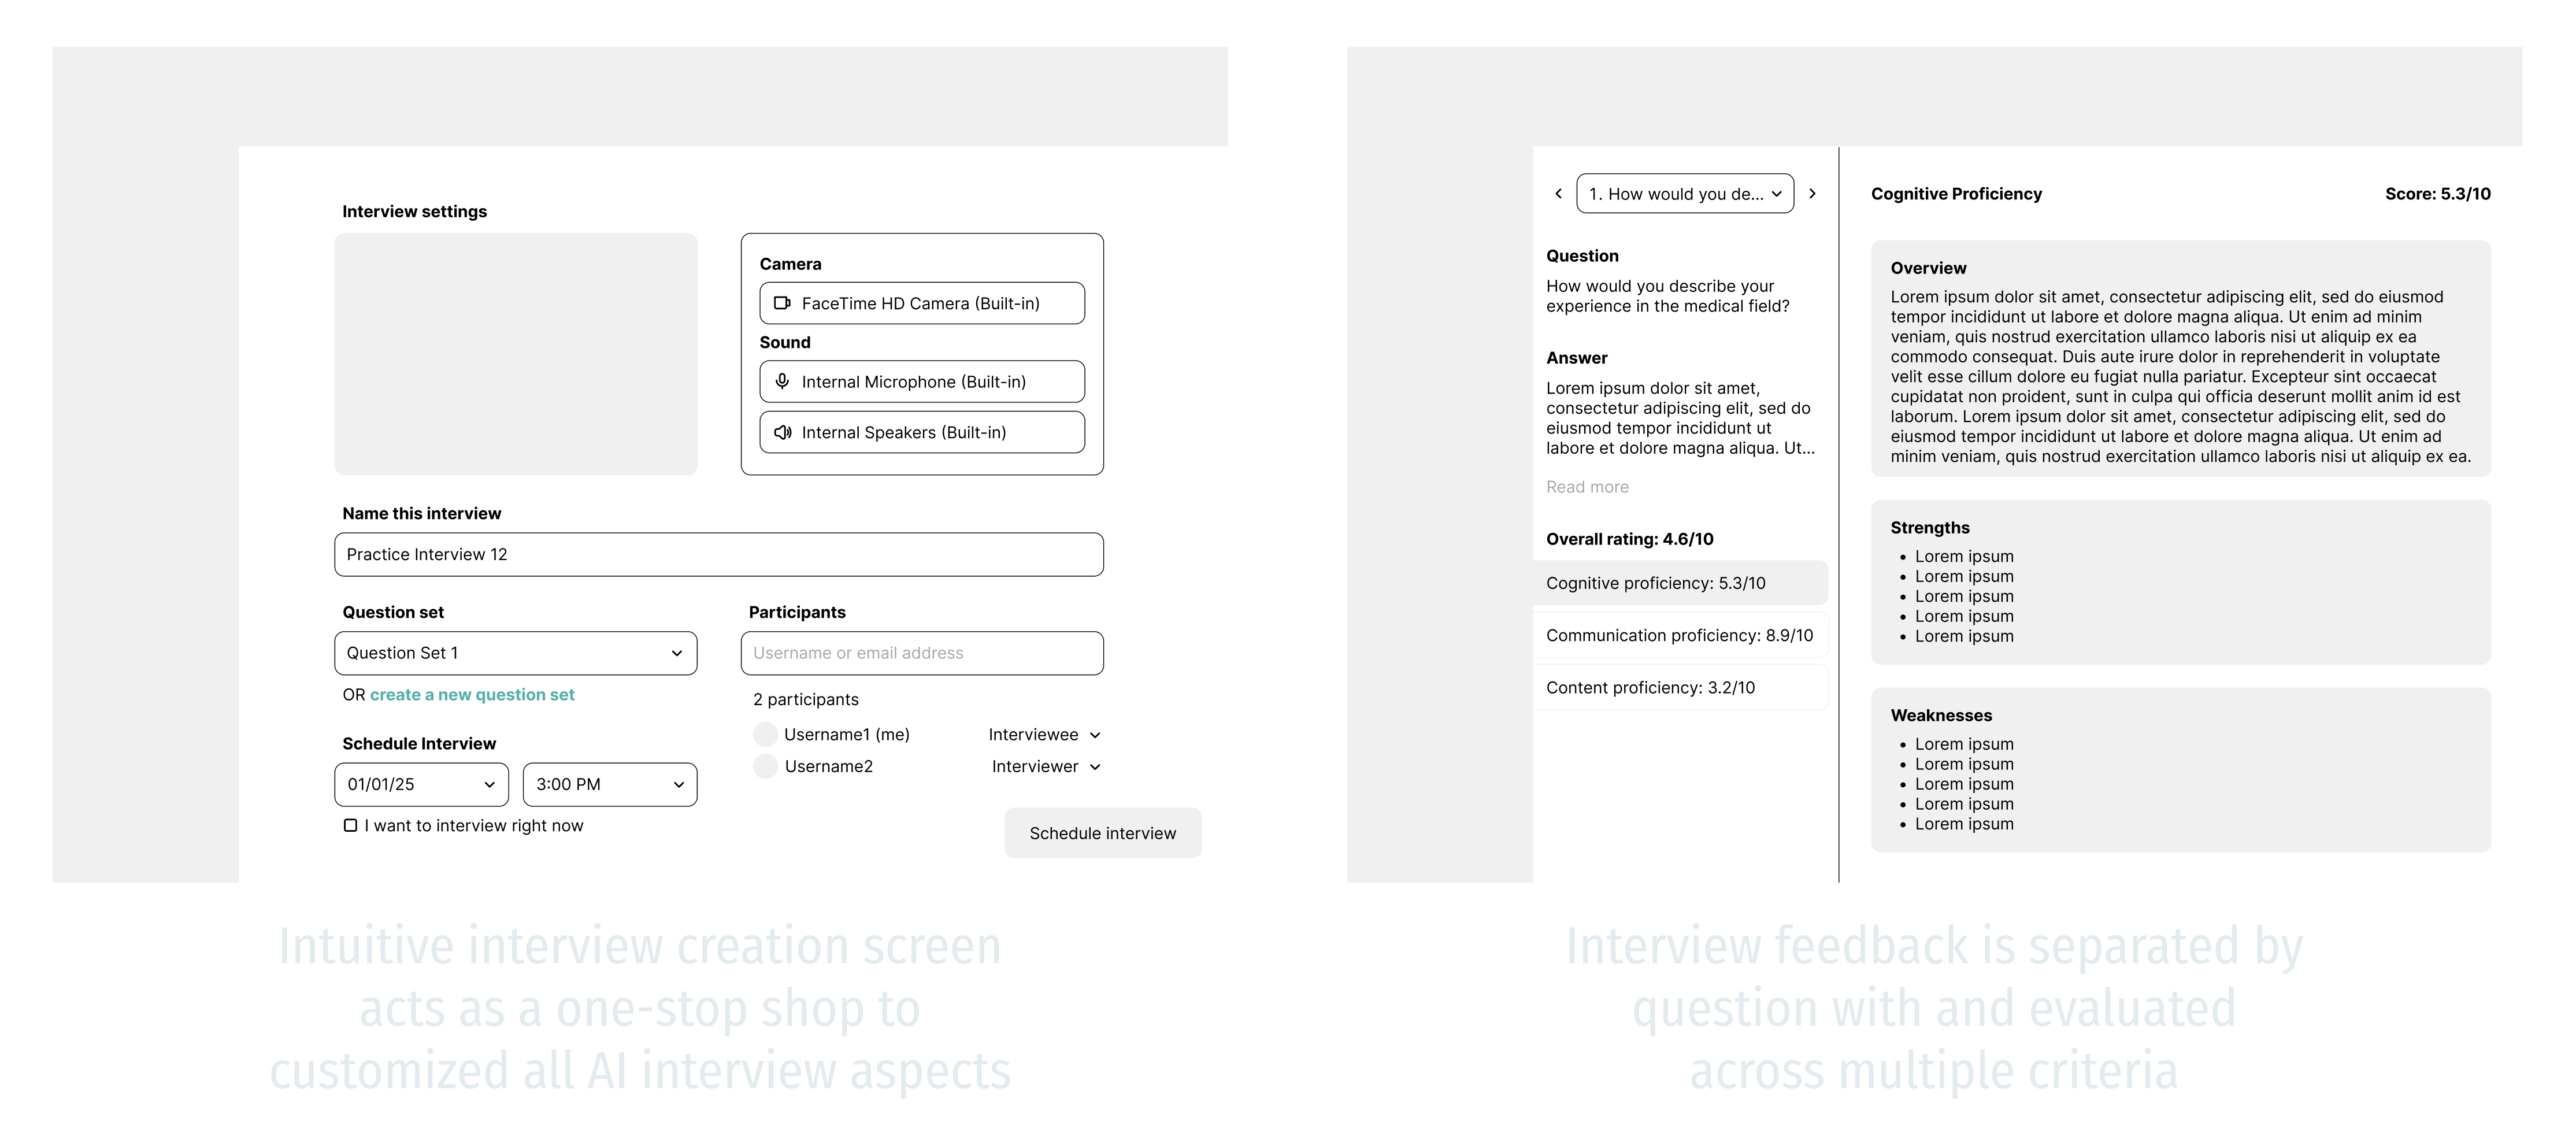 Interview settings
Camera
FaceTime HD Camera (Built-in)
Sound
Internal Microphone (Built-in)
Internal Speakers (Built-in)
Name this interview
Practice Interview 12
Question set
Question Set 1
OR create a new question set
Schedule Interview
01/01/25
3:00 PM
I want to interview right now
Participants
Username or email address
2 participants
Username1 (me)
Interviewee
Username2
Interviewer
Schedule interview
Intuitive interview creation screen
acts as a one-stop shop to
customized all AI interview aspects
1. How would you de...
Question
How would you describe your
experience in the medical field?
Answer
Lorem ipsum dolor sit amet,
consectetur adipiscing elit, sed do
eiusmod tempor incididunt ut
labore et dolore magna aliqua. Ut...
Read more
Overall rating: 4.6/10
Cognitive proficiency: 5.3/10
Communication proficiency: 8.9/10
Content proficiency: 3.2/10
Cognitive Proficiency
Score: 5.3/10
Overview
Lorem ipsum dolor sit amet, consectetur adipiscing elit, sed do eiusmod
tempor incididunt ut labore et dolore magna aliqua. Ut enim ad minim
veniam, quis nostrud exercitation ullamco laboris nisi ut aliquip ex ea
commodo consequat. Duis aute irure dolor in reprehenderit in voluptate
velit esse cillum dolore eu fugiat nulla pariatur. Excepteur sint occaecat
cupidatat non proident, sunt in culpa qui officia deserunt mollit anim id est
laborum. Lorem ipsum dolor sit amet, consectetur adipiscing elit, sed do
eiusmod tempor incididunt ut labore et dolore magna aliqua. Ut enim ad
minim veniam, quis nostrud exercitation ullamco laboris nisi ut aliquip ex ea.
Strengths
• Lorem ipsum
• Lorem ipsum
• Lorem ipsum
• Lorem ipsum
• Lorem ipsum
Weaknesses
• Lorem ipsum
• Lorem ipsum
• Lorem ipsum
• Lorem ipsum
• Lorem ipsum
Interview feedback is separated by
question with and evaluated
across multiple criteria